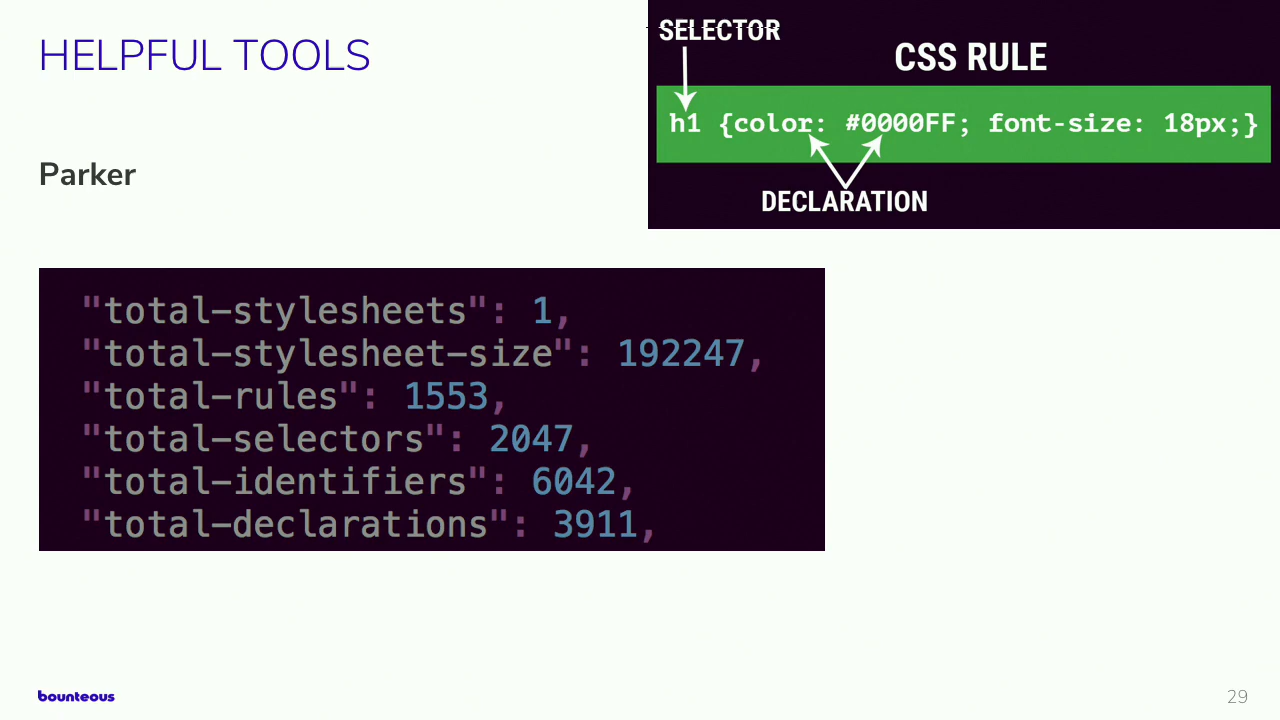 HELPFUL TOOLS
SELECTOR
CSS RULE
h1 {color: #0000FF; font-size: 18px;}
DECLARATION
Parker
"total-stylesheets": 1,
"total-stylesheet-size": 192247,
"total-rules": 1553,
"total-selectors": 2047,
"total-identifiers": 6042,
"total-declarations": 3911,
bounteous
29